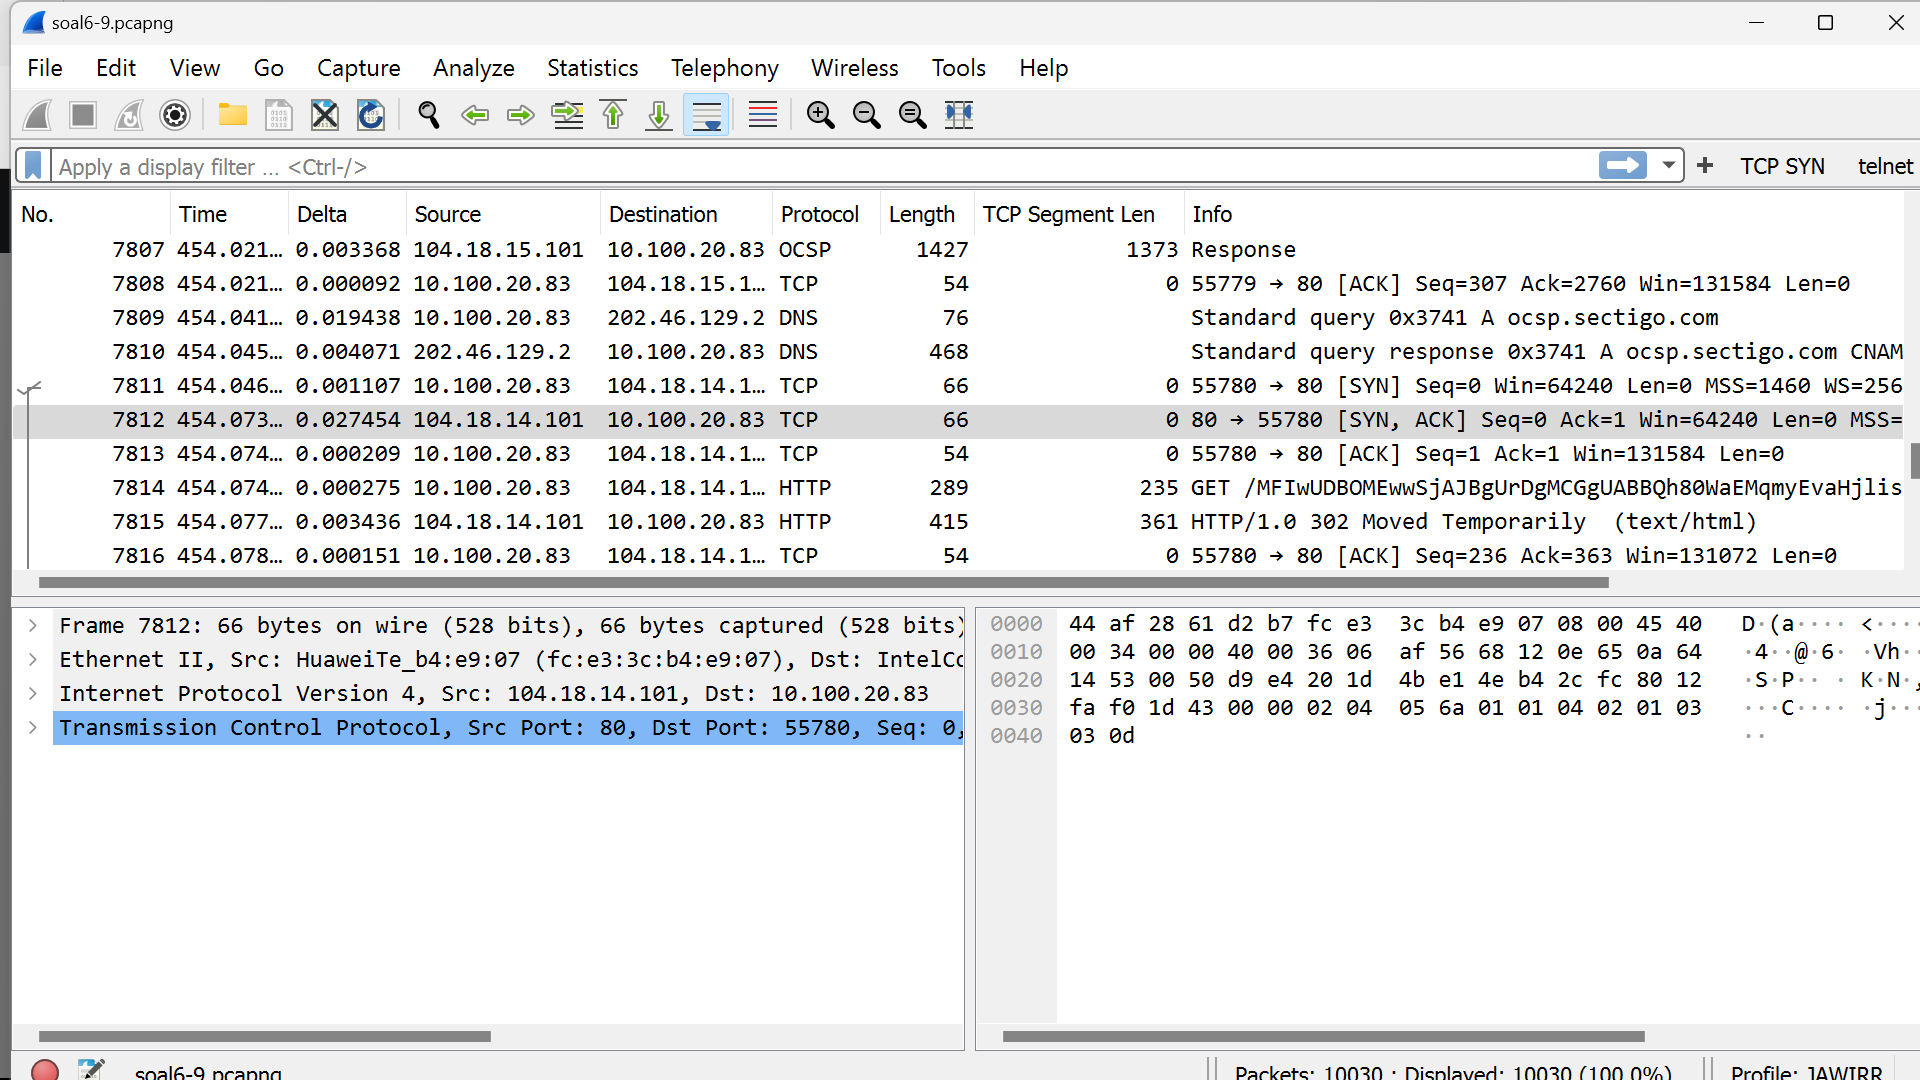 soal6-9.pcapng
File Edit View Go Capture Analyze Statistics Telephony Wireless Tools Help
Apply a display filter … <Ctrl-/> + TCP SYN telnet
No. Time Delta Source Destination Protocol Length TCP Segment Len Info
7807 454.021… 0.003368 104.18.15.101 10.100.20.83 OCSP 1427 1373 Response
7808 454.021… 0.000092 10.100.20.83 104.18.15.1… TCP 54 0 55779 → 80 [ACK] Seq=307 Ack=2760 Win=131584 Len=0
7809 454.041… 0.019438 10.100.20.83 202.46.129.2 DNS 76 Standard query 0x3741 A ocsp.sectigo.com
7810 454.045… 0.004071 202.46.129.2 10.100.20.83 DNS 468 Standard query response 0x3741 A ocsp.sectigo.com CNAM
7811 454.046… 0.001107 10.100.20.83 104.18.14.1… TCP 66 0 55780 → 80 [SYN] Seq=0 Win=64240 Len=0 MSS=1460 WS=256
7812 454.073… 0.027454 104.18.14.101 10.100.20.83 TCP 66 0 80 → 55780 [SYN, ACK] Seq=0 Ack=1 Win=64240 Len=0 MSS=
7813 454.074… 0.000209 10.100.20.83 104.18.14.1… TCP 54 0 55780 → 80 [ACK] Seq=1 Ack=1 Win=131584 Len=0
7814 454.074… 0.000275 10.100.20.83 104.18.14.1… HTTP 289 235 GET /MFIwUDBOMEwwSjAJBgUrDgMCGgUABBQh80WaEMqmyEvaHjlis
7815 454.077… 0.003436 104.18.14.101 10.100.20.83 HTTP 415 361 HTTP/1.0 302 Moved Temporarily (text/html)
7816 454.078… 0.000151 10.100.20.83 104.18.14.1… TCP 54 0 55780 → 80 [ACK] Seq=236 Ack=363 Win=131072 Len=0
Frame 7812: 66 bytes on wire (528 bits), 66 bytes captured (528 bits)
Ethernet II, Src: HuaweiTe_b4:e9:07 (fc:e3:3c:b4:e9:07), Dst: IntelCo
Internet Protocol Version 4, Src: 104.18.14.101, Dst: 10.100.20.83
Transmission Control Protocol, Src Port: 80, Dst Port: 55780, Seq: 0,
0000 44 af 28 61 d2 b7 fc e3 3c b4 e9 07 08 00 45 40 D·(a···· <····
0010 00 34 00 00 40 00 36 06 af 56 68 12 0e 65 0a 64 ·4··@·6· ·Vh··
0020 14 53 00 50 d9 e4 20 1d 4b e1 4e b4 2c fc 80 12 ·S·P·· · K·N·,
0030 fa f0 1d 43 00 00 02 04 05 6a 01 01 04 02 01 03 ···C···· ·j···
0040 03 0d ··
soal6-9.pcapng Packets: 10030 · Displayed: 10030 (100.0%) Profile: JAWIRR